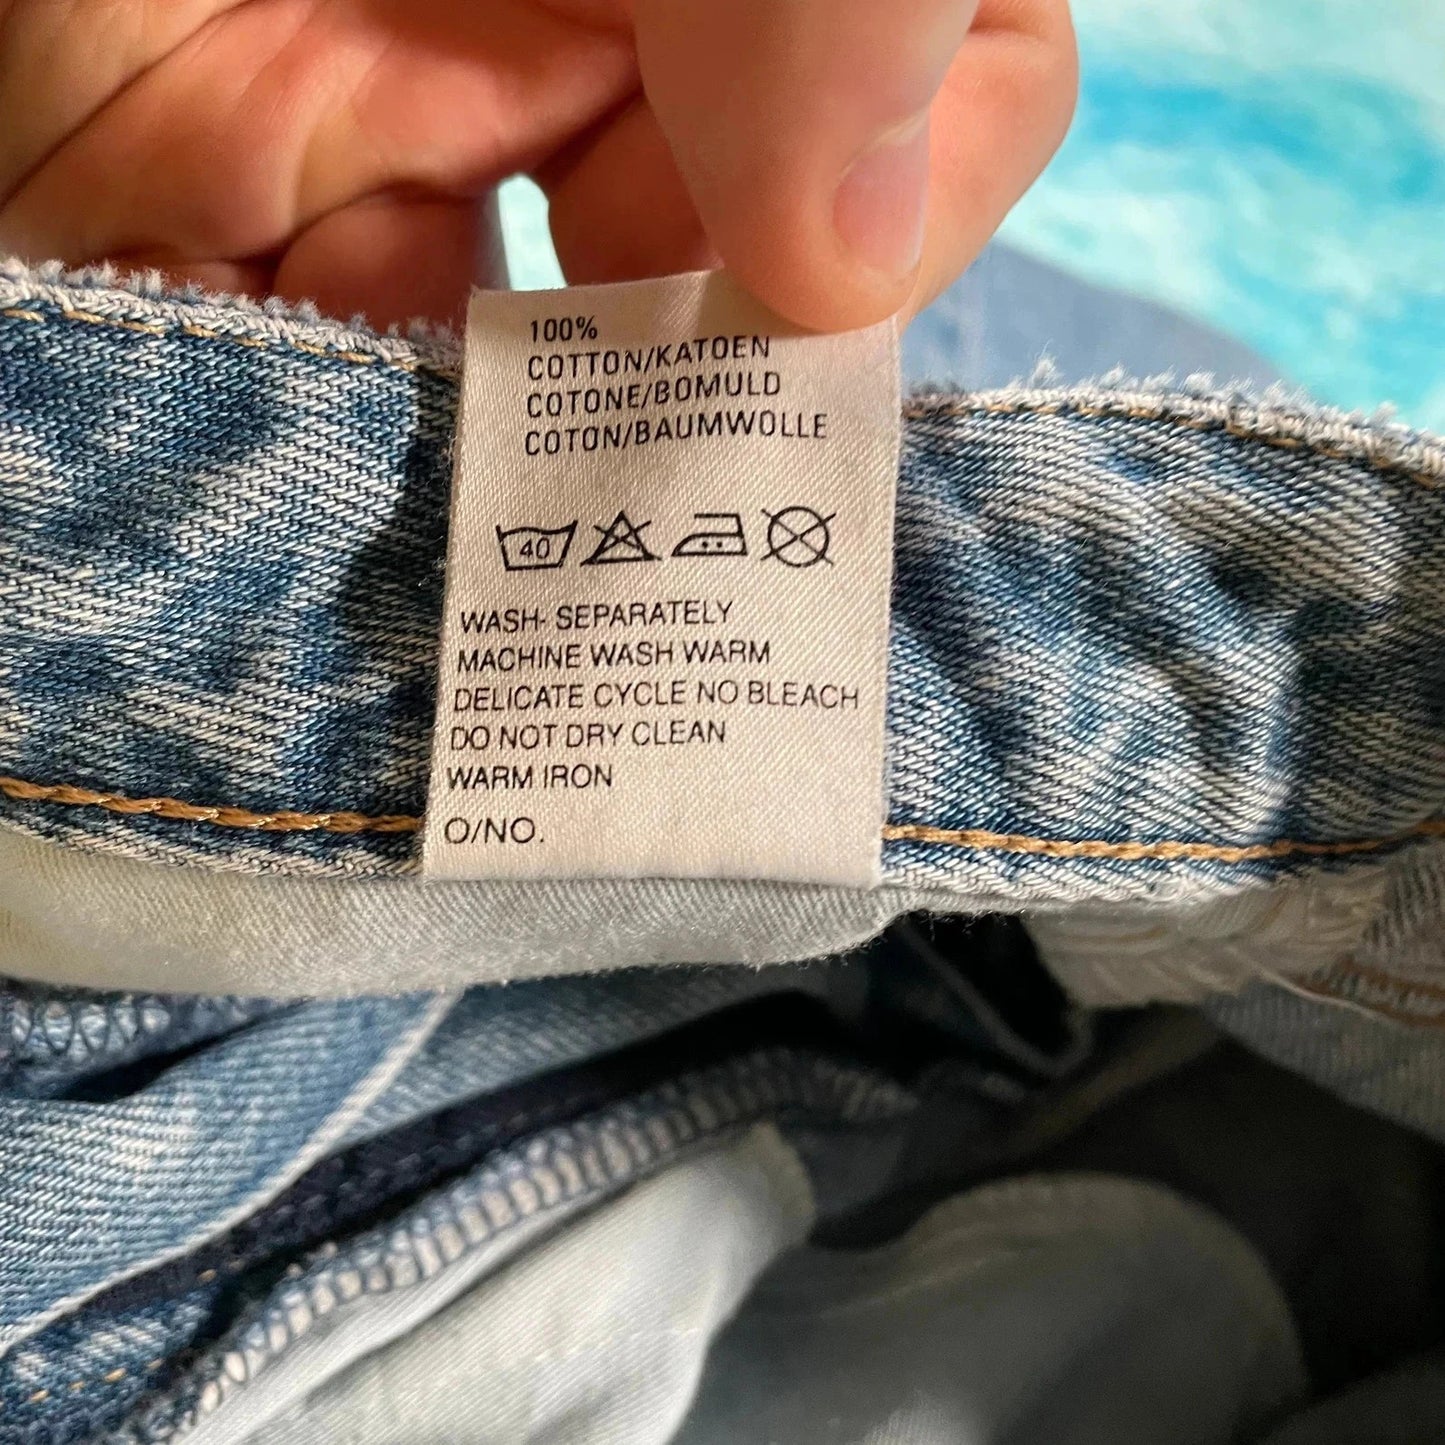 100%
COTTON/KATOEN
COTONE/BOMULD
COTON/BAUMWOLLE
40
WASH- SEPARATELY
MACHINE WASH WARM
DELICATE CYCLE NO BLEACH
DO NOT DRY CLEAN
WARM IRON
O/NO.